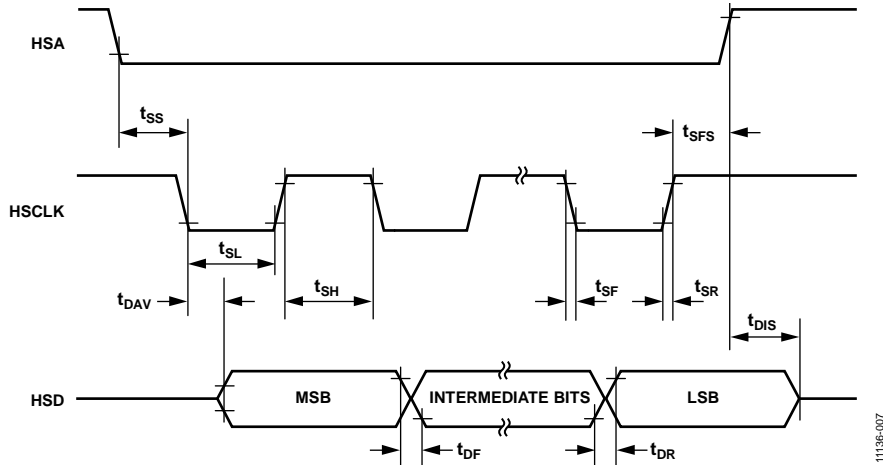 HSA
tSS
tSFS
HSCLK
tSL
tSH
tSF
tSR
tDAV
tDIS
HSD
MSB
INTERMEDIATE BITS
LSB
tDF
tDR
11136-007